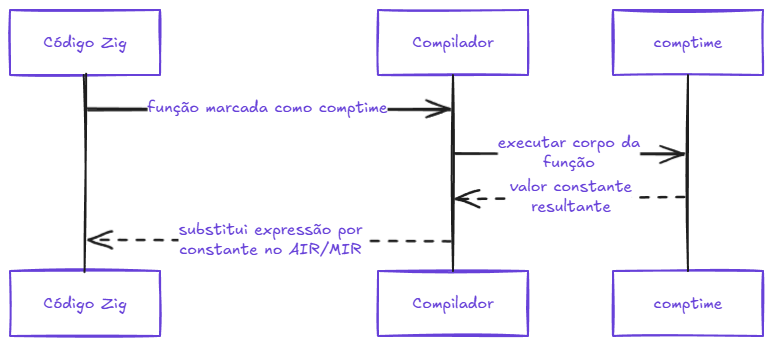 Código Zig
Compilador
comptime
função marcada como comptime
executar corpo da
função
valor constante
resultante
substitui expressão por
constante no AIR/MIR
Código Zig
Compilador
comptime